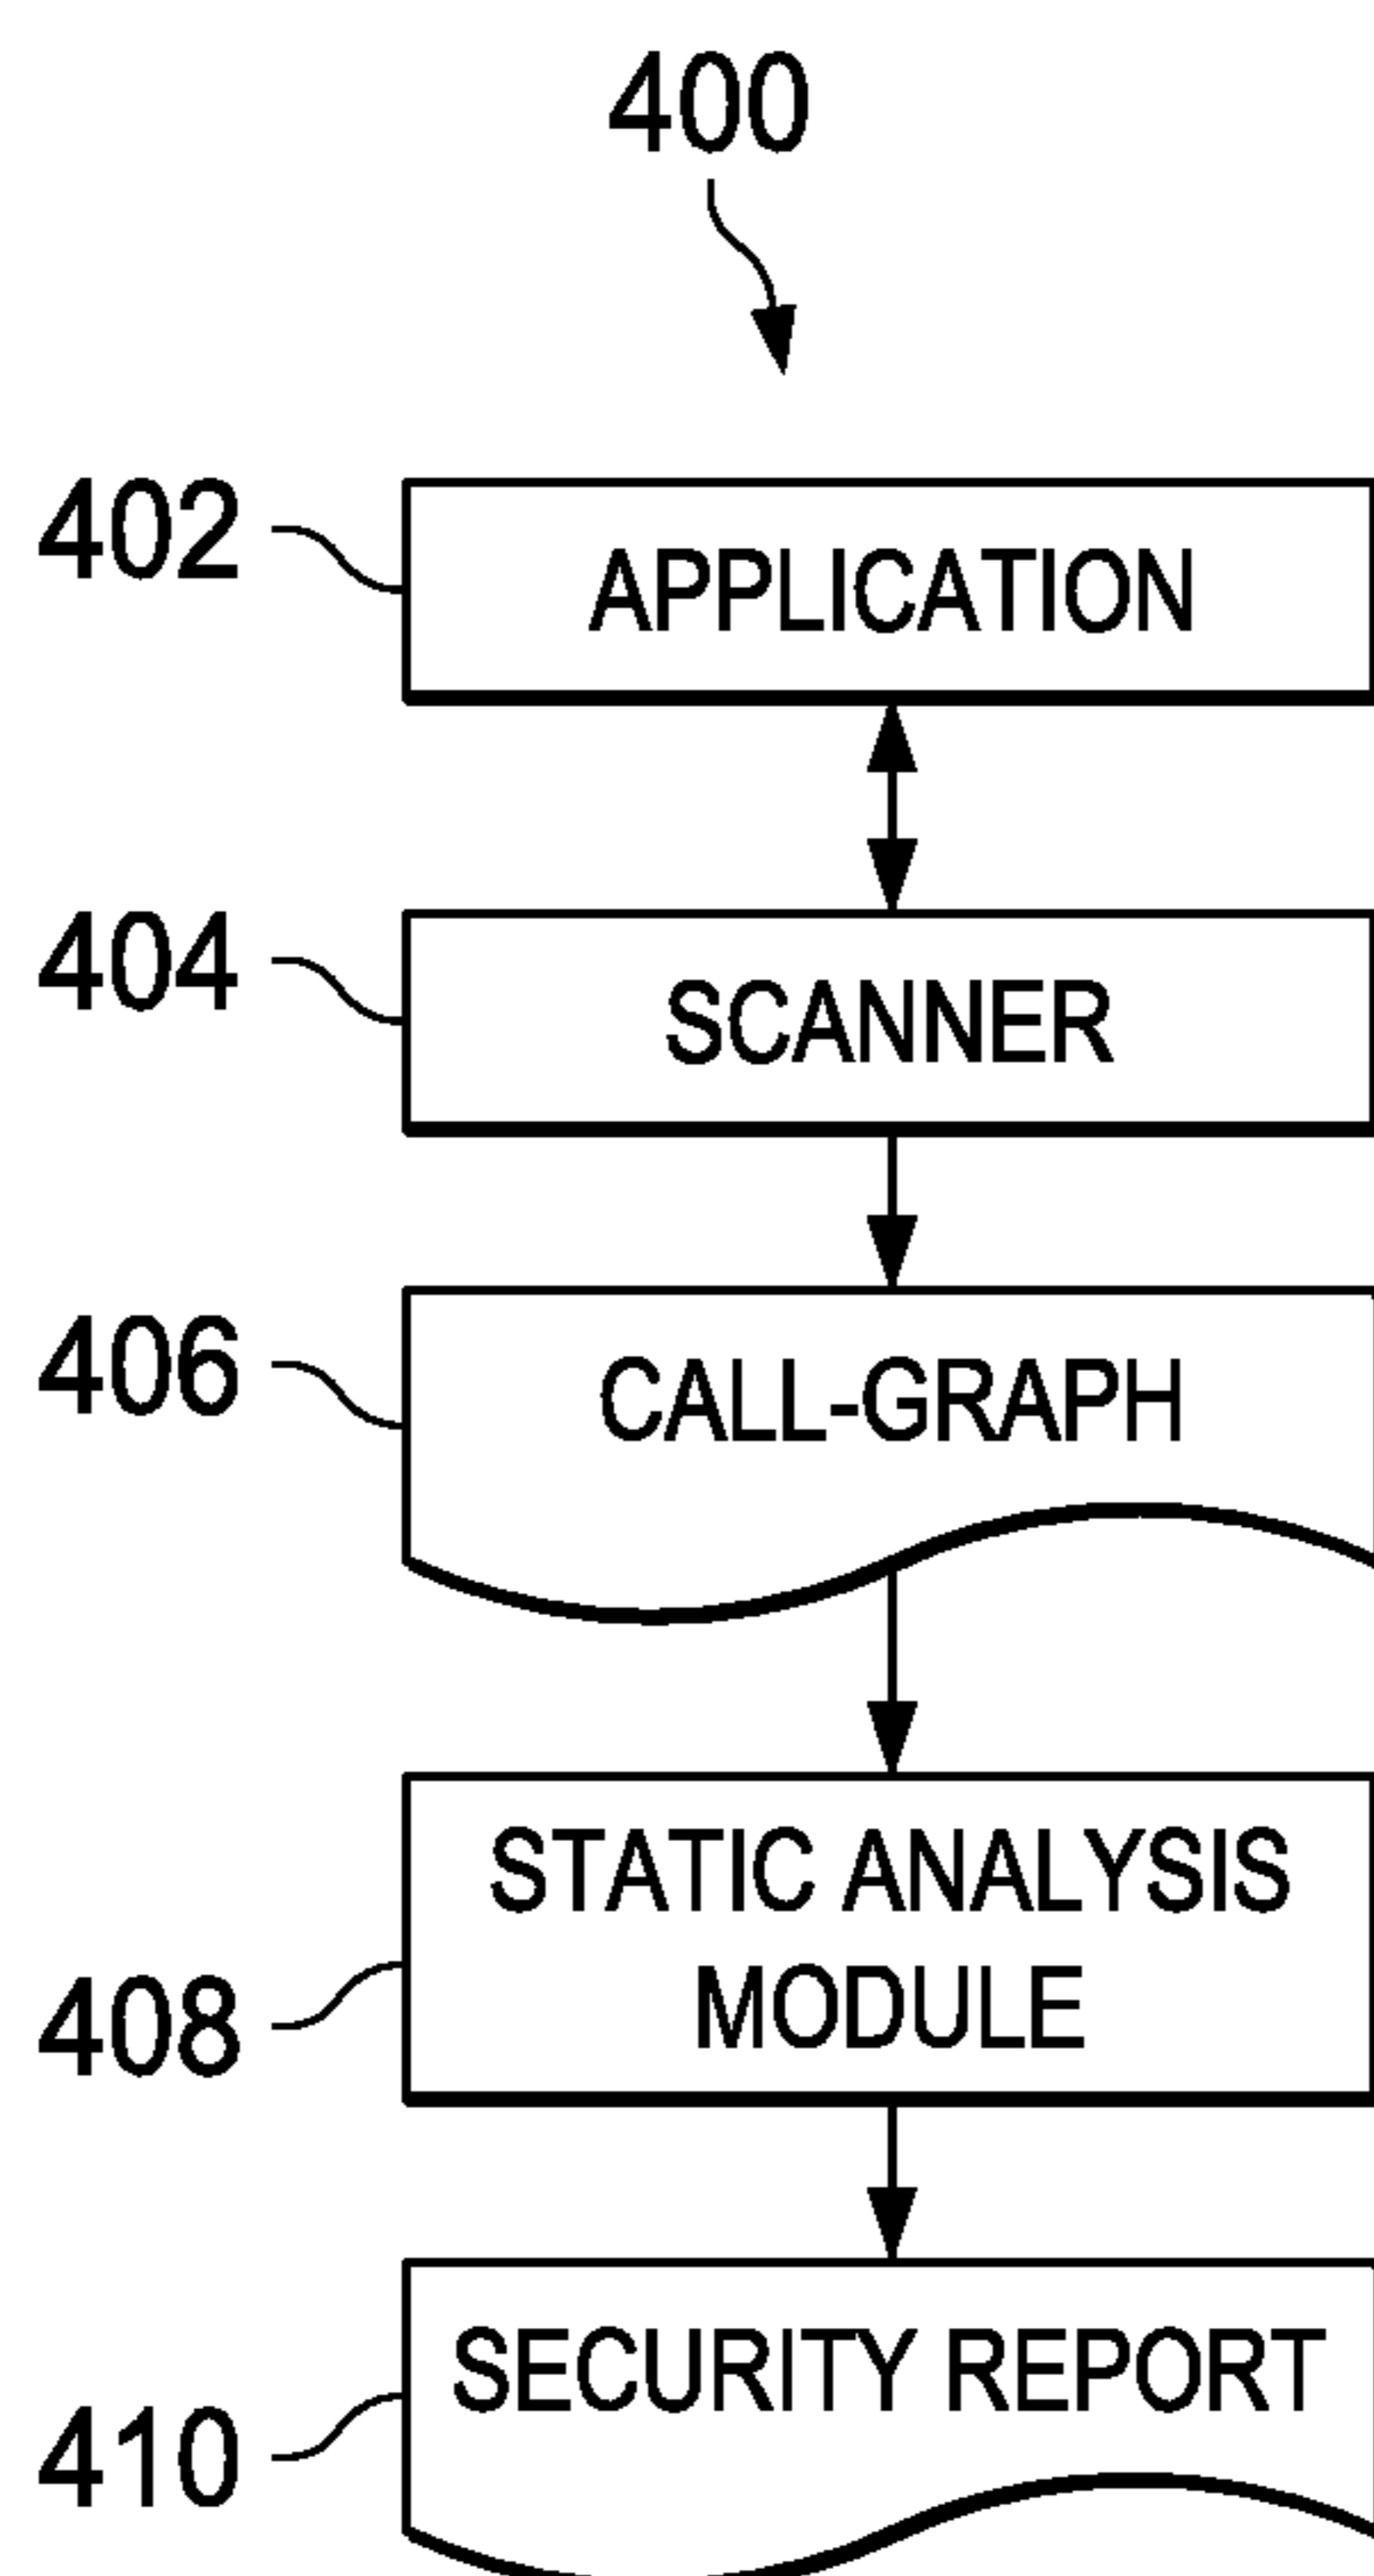 400
402
APPLICATION
404
SCANNER
406
CALL-GRAPH
STATIC ANALYSIS
MODULE
408
SECURITY REPORT
410